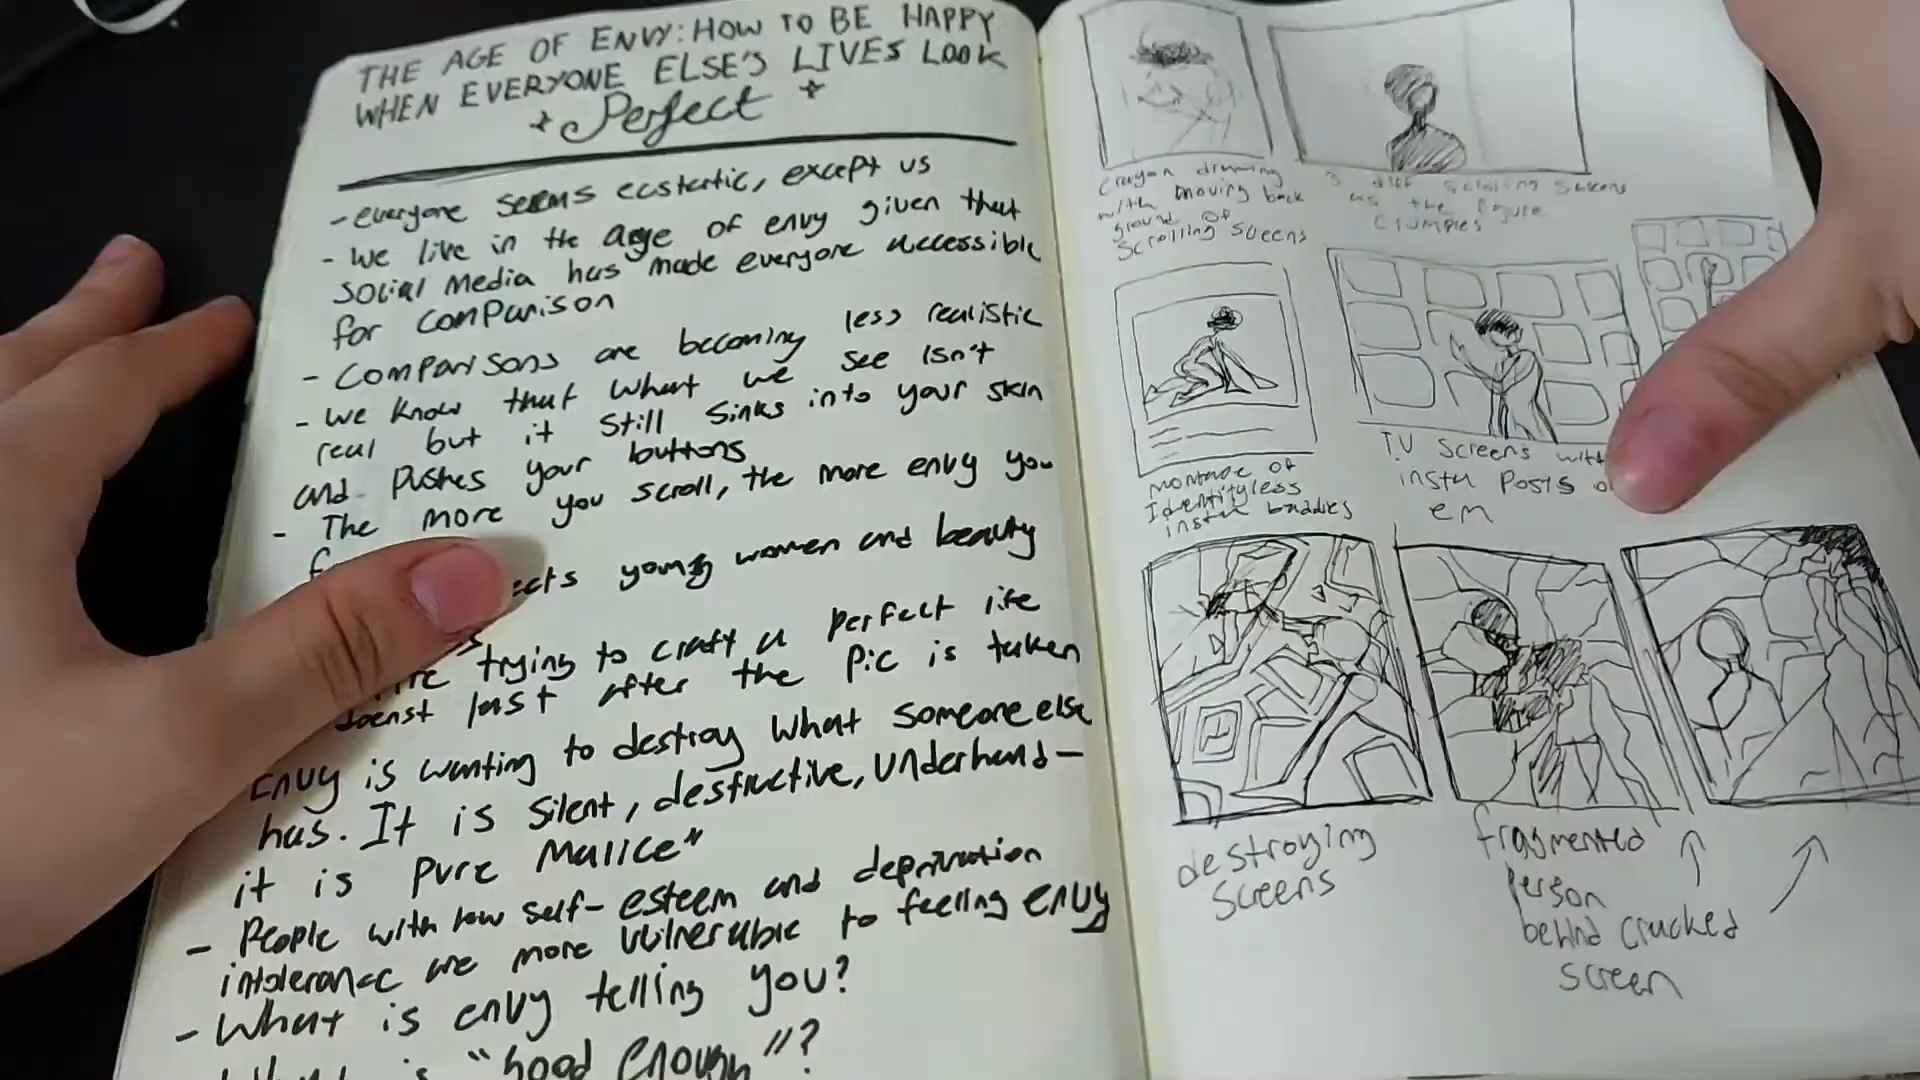 THE AGE OF ENVY: HOW TO BE HAPPY
WHEN EVERYONE ELSE'S LIVES LOOK
Perfect
- everyone seems ecstatic, except us
- we live in the age of envy given that
social media has made everyone accessible
for comparison
- comparisons are becoming less realistic
- we know that what we see isn't
real but it still sinks into your skin
and pushes your buttons
- The more you scroll, the more envy you
ects young women and beauty
trying to craft a perfect life
doenst last after the pic is taken
Envy is wanting to destroy what someone else
has. It is silent, destructive, underhand-
it is pure malice"
- People with low self-esteem and deprivation
intolerance are more vulnerable to feeling envy
- What is envy telling you?
is "Good enough"?
crayon drawing
with moving back
ground of
scrolling screens
3 diff scrolling screens
as the figure
crumples
montage of
Identityless
insta baddies
TV screens with
insta posts
em
destroying
screens
fragmented
person
behind cracked
screen